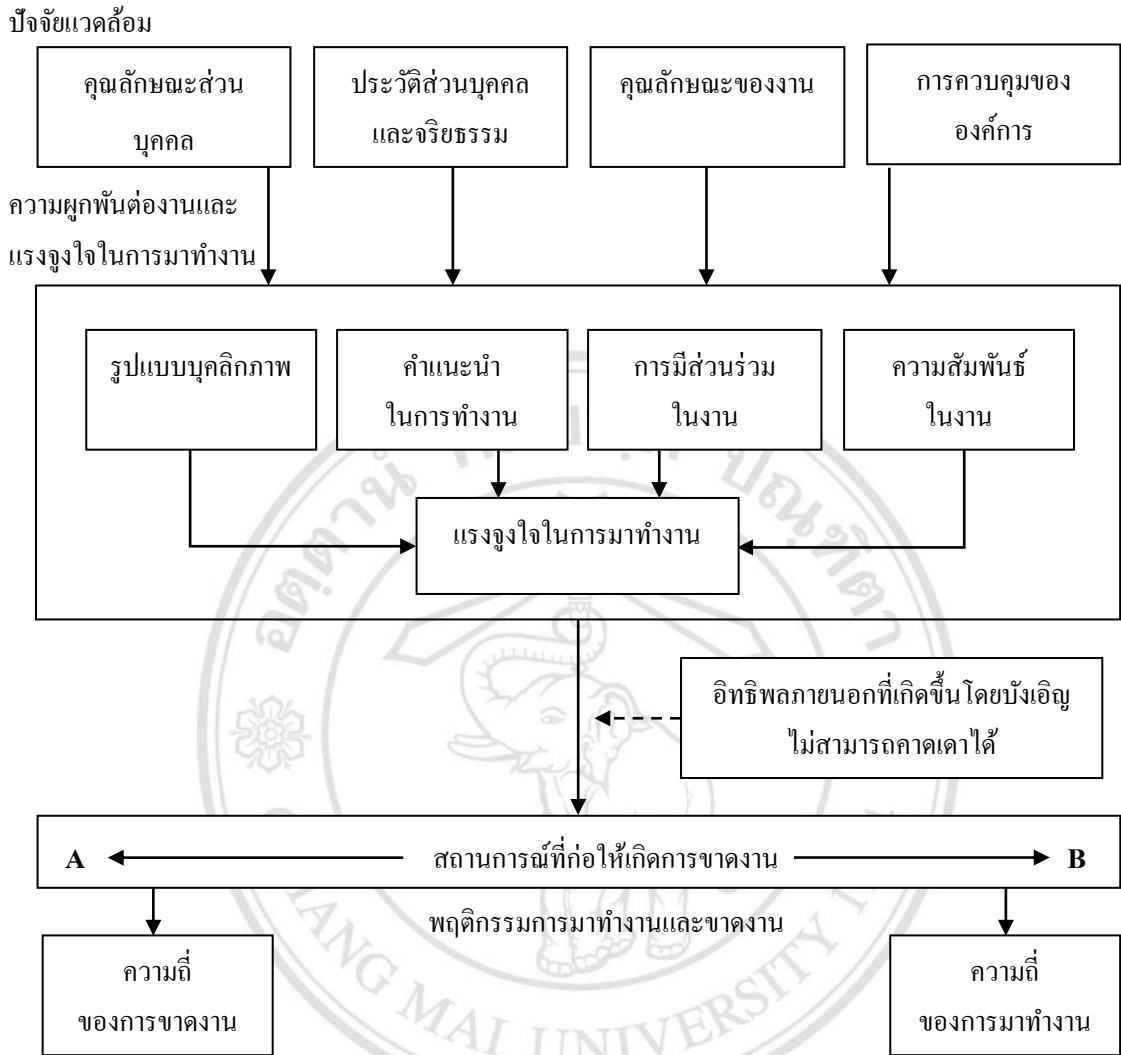 ปัจจัยแวดล้อม
คุณลักษณะส่วน
บุคคล
ประวัติส่วนบุคคล
และจริยธรรม
คุณลักษณะของงาน
การควบคุมของ
องค์การ
ความผูกพันต่องานและ
แรงจูงใจในการมาทำงาน
รูปแบบบุคลิกภาพ
คำแนะนำ
ในการทำงาน
การมีส่วนร่วม
ในงาน
ความสัมพันธ์
ในงาน
แรงจูงใจในการมาทำงาน
อิทธิพลภายนอกที่เกิดขึ้นโดยบังเอิญ
ไม่สามารถคาดเดาได้
A สถานการณ์ที่ก่อให้เกิดการขาดงาน B
พฤติกรรมการมาทำงานและขาดงาน
ความถี่
ของการขาดงาน
ความถี่
ของการมาทำงาน